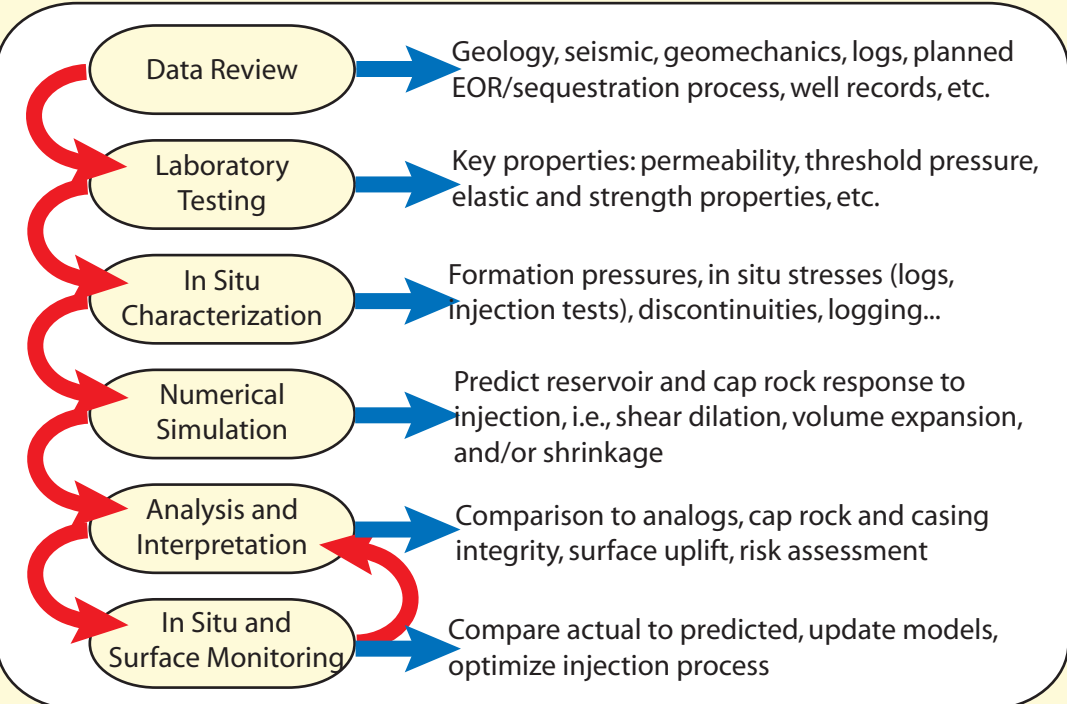 Data Review
Geology, seismic, geomechanics, logs, planned
EOR/sequestration process, well records, etc.
Laboratory
Testing
Key properties: permeability, threshold pressure,
elastic and strength properties, etc.
In Situ
Characterization
Formation pressures, in situ stresses (logs,
injection tests), discontinuities, logging...
Numerical
Simulation
Predict reservoir and cap rock response to
injection, i.e., shear dilation, volume expansion,
and/or shrinkage
Analysis and
Interpretation
Comparison to analogs, cap rock and casing
integrity, surface uplift, risk assessment
In Situ and
Surface Monitoring
Compare actual to predicted, update models,
optimize injection process